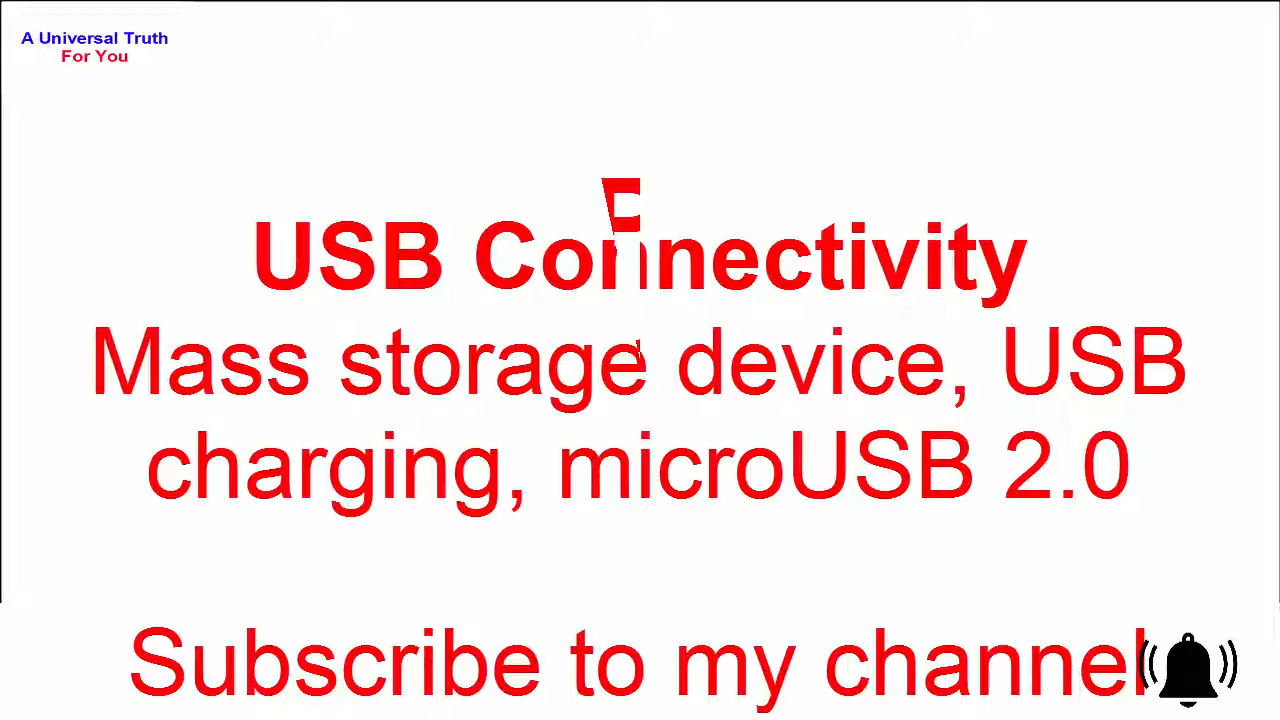 A Universal Truth
For You
USB Connectivity
Mass storage device, USB
charging, microUSB 2.0
Subscribe to my channel